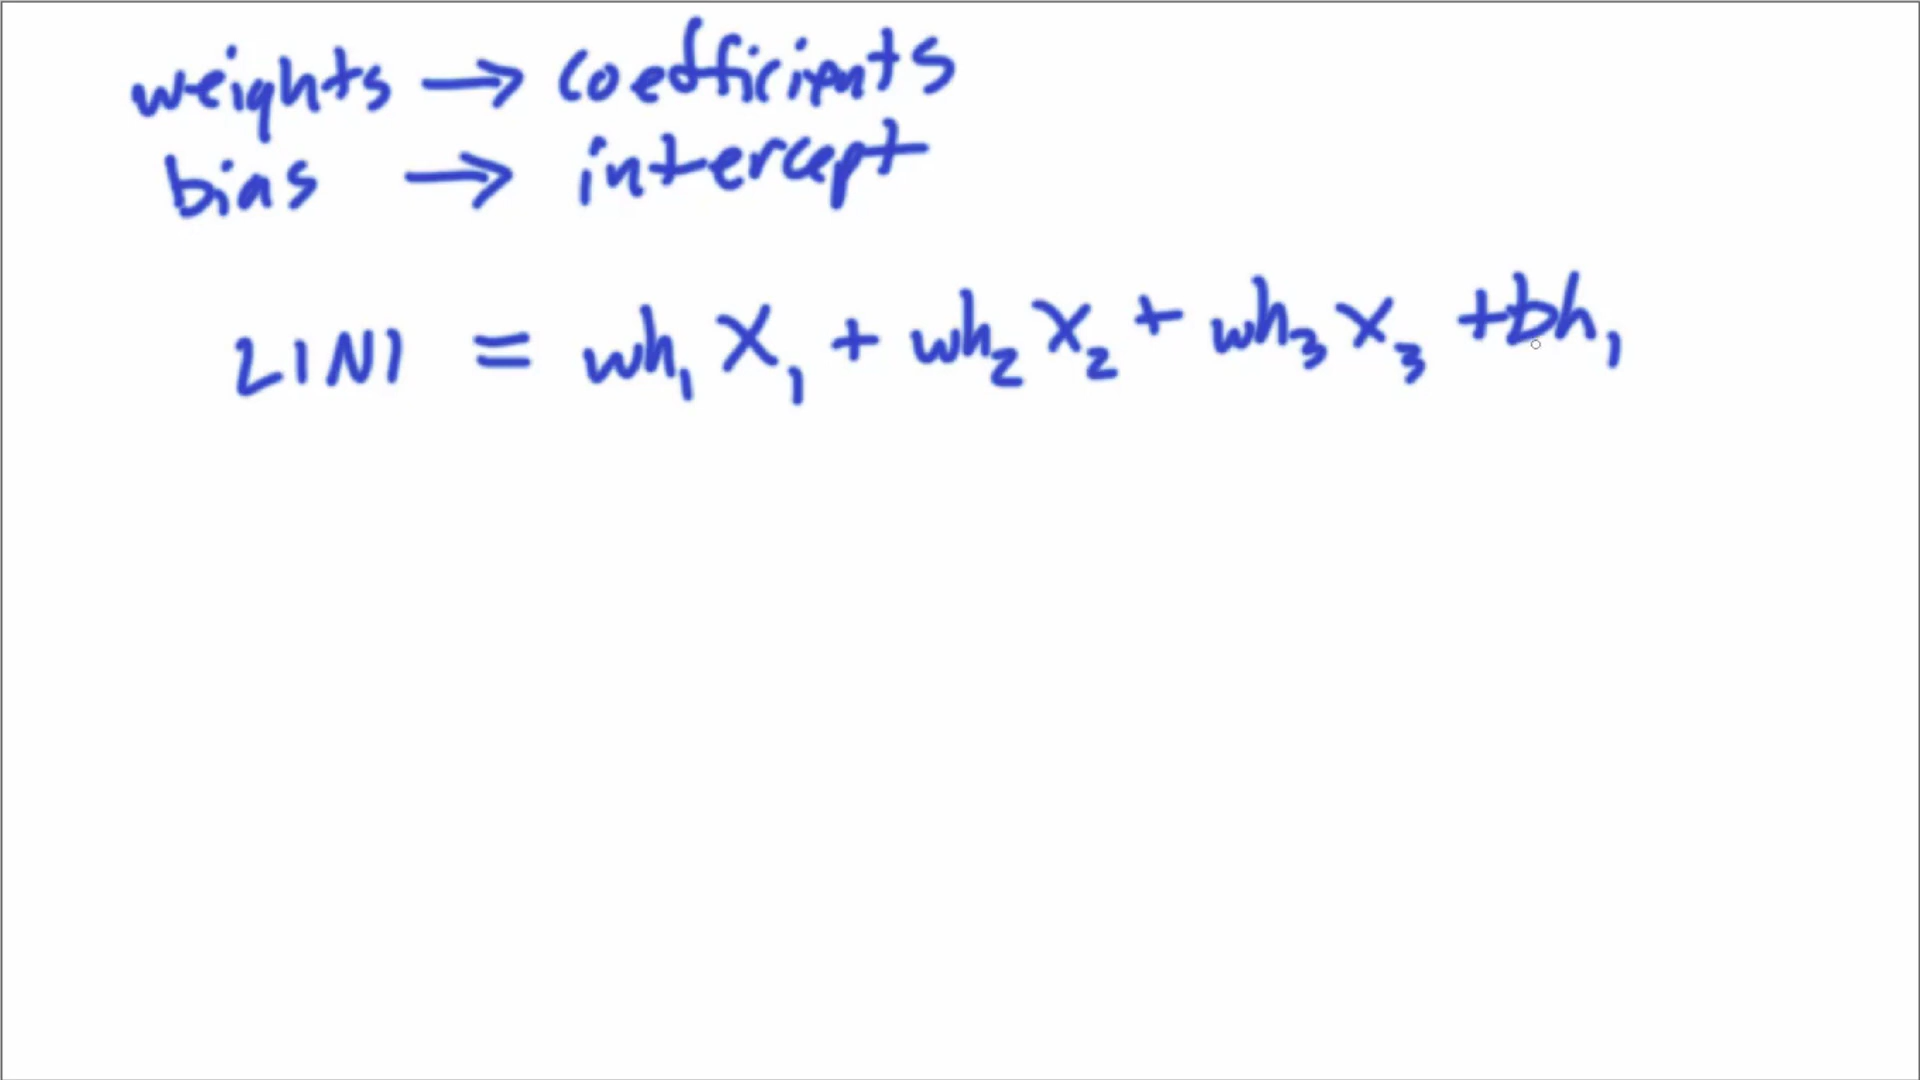 weights → coefficients
bias → intercept
Z1N1 = wh₁ X₁ + wh₂ X₂ + wh₃ X₃ + bh₁